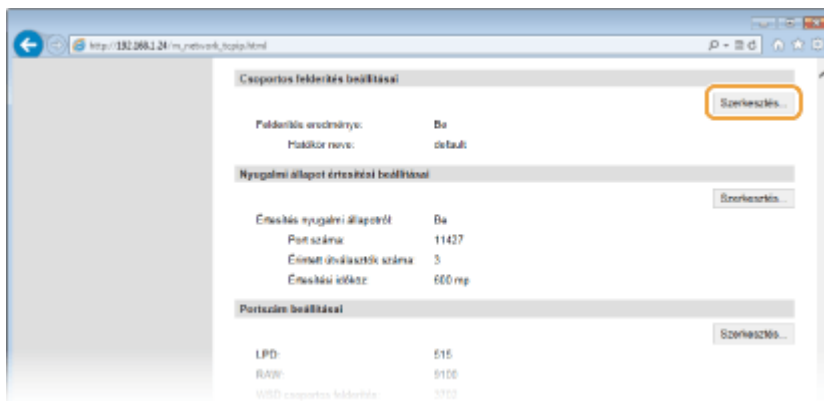 http://192.168.1.24/m_network_tcpip.html
Csoportos felderítés beállításai
Szerkesztés...
Felderítés eredménye: Be
Hatókör neve: default
Nyugalmi állapot értesítési beállításai
Szerkesztés...
Értesítés nyugalmi állapotról: Be
Port száma: 11427
Érintett útválasztók száma: 3
Értesítési időköz: 600 mp
Portszám beállításai
Szerkesztés...
LPD: 515
RAW: 9100
WSD csoportos felderítés: 3702